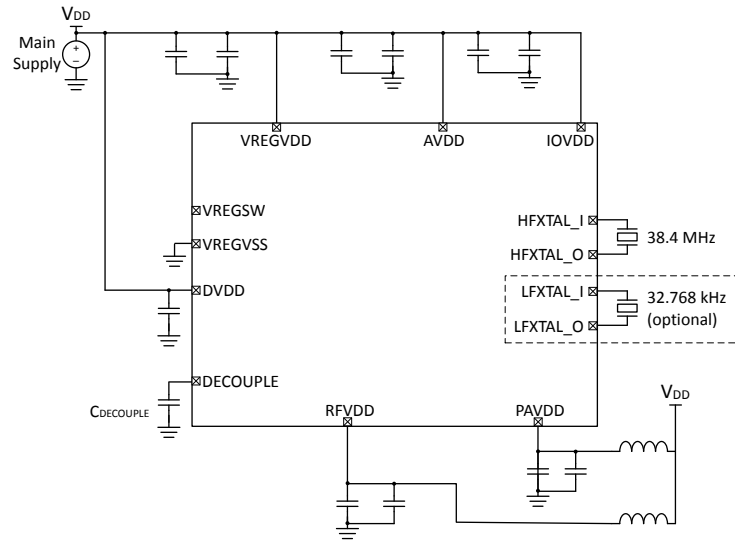 VDD
Main
Supply
+
−
VREGVDD
AVDD
IOVDD
VREGSW
HFXTAL_I
38.4 MHz
VREGVSS
HFXTAL_O
DVDD
LFXTAL_I
32.768 kHz
(optional)
LFXTAL_O
DECOUPLE
CDECOUPLE
RFVDD
PAVDD
VDD